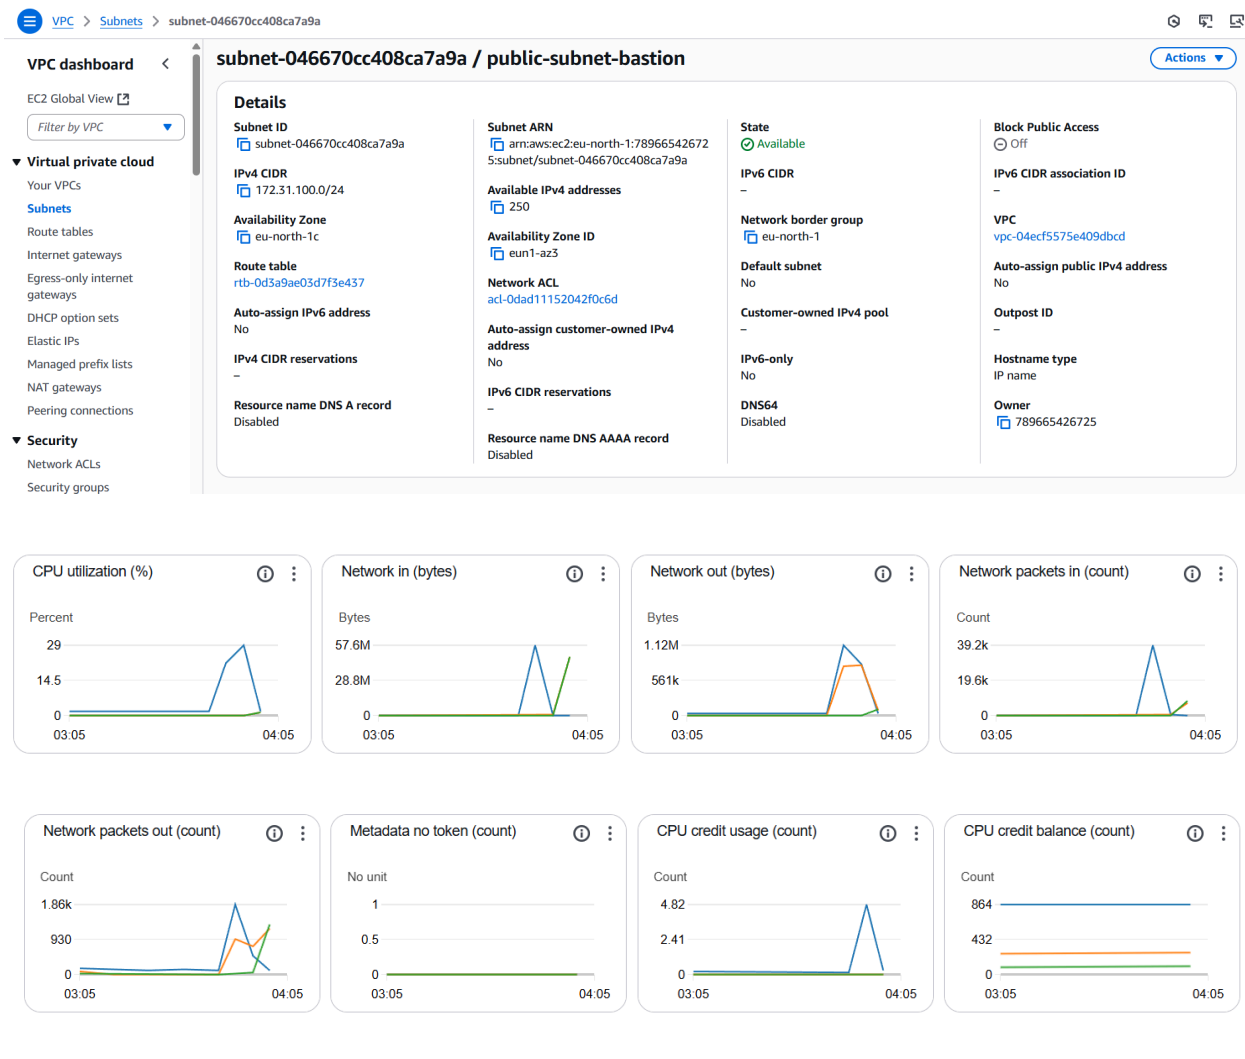 VPC > Subnets > subnet-046670cc408ca7a9a
VPC dashboard
EC2 Global View
Filter by VPC
Virtual private cloud
Your VPCs
Subnets
Route tables
Internet gateways
Egress-only internet
gateways
DHCP option sets
Elastic IPs
Managed prefix lists
NAT gateways
Peering connections
Security
Network ACLs
Security groups
subnet-046670cc408ca7a9a / public-subnet-bastion
Actions
Details
Subnet ID
subnet-046670cc408ca7a9a
IPv4 CIDR
172.31.100.0/24
Availability Zone
eu-north-1c
Route table
rtb-0d3a9ae03d7f3e437
Auto-assign IPv6 address
No
IPv4 CIDR reservations
–
Resource name DNS A record
Disabled
Subnet ARN
arn:aws:ec2:eu-north-1:78966542672
5:subnet/subnet-046670cc408ca7a9a
Available IPv4 addresses
250
Availability Zone ID
eun1-az3
Network ACL
acl-0dad11152042f0c6d
Auto-assign customer-owned IPv4
address
No
IPv6 CIDR reservations
–
Resource name DNS AAAA record
Disabled
State
Available
IPv6 CIDR
–
Network border group
eu-north-1
Default subnet
No
Customer-owned IPv4 pool
–
IPv6-only
No
DNS64
Disabled
Block Public Access
Off
IPv6 CIDR association ID
–
VPC
vpc-04ecf5575e409dbcd
Auto-assign public IPv4 address
No
Outpost ID
–
Hostname type
IP name
Owner
789665426725
CPU utilization (%)
Percent
29
14.5
0
03:05 04:05
Network in (bytes)
Bytes
57.6M
28.8M
0
03:05 04:05
Network out (bytes)
Bytes
1.12M
561k
0
03:05 04:05
Network packets in (count)
Count
39.2k
19.6k
0
03:05 04:05
Network packets out (count)
Count
1.86k
930
0
03:05 04:05
Metadata no token (count)
No unit
1
0.5
0
03:05 04:05
CPU credit usage (count)
Count
4.82
2.41
0
03:05 04:05
CPU credit balance (count)
Count
864
432
0
03:05 04:05